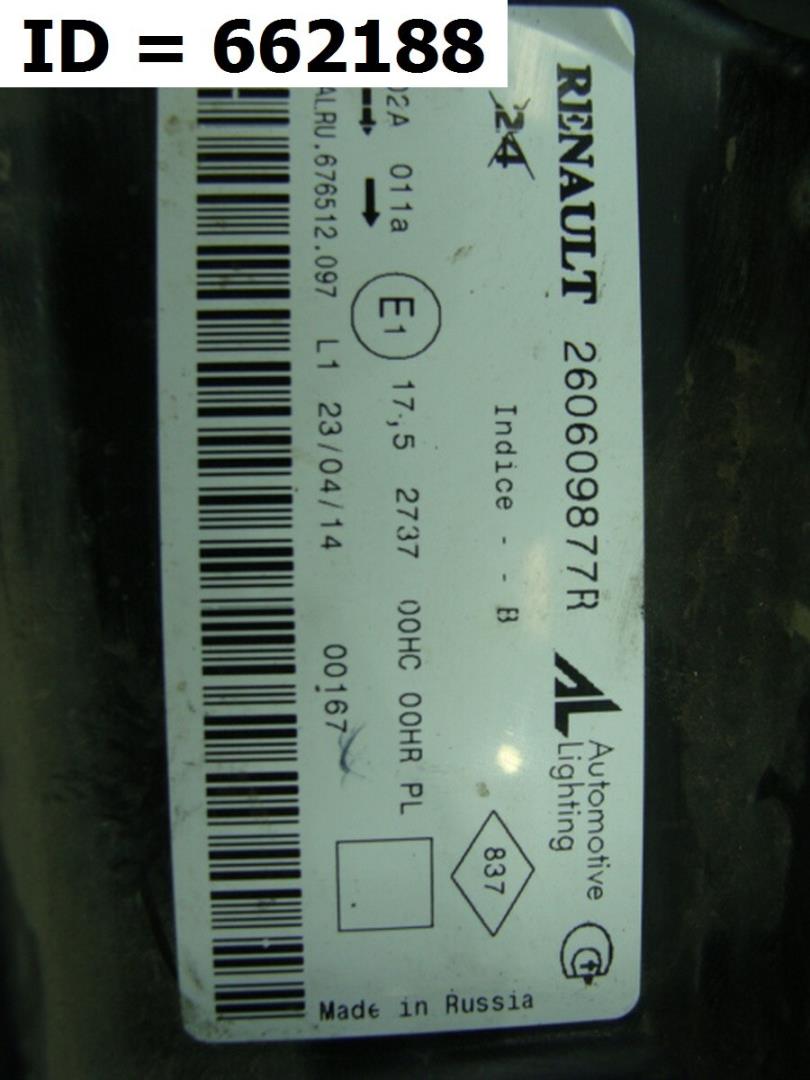 ID = 662188
RENAULT 260609877R
Automotive
Lighting
24
Indice - - B
837
02A 011a E1 17,5 2737 00HC 00HR PL
ALRU.676512.097 L1 23/04/14 00167
Made in Russia